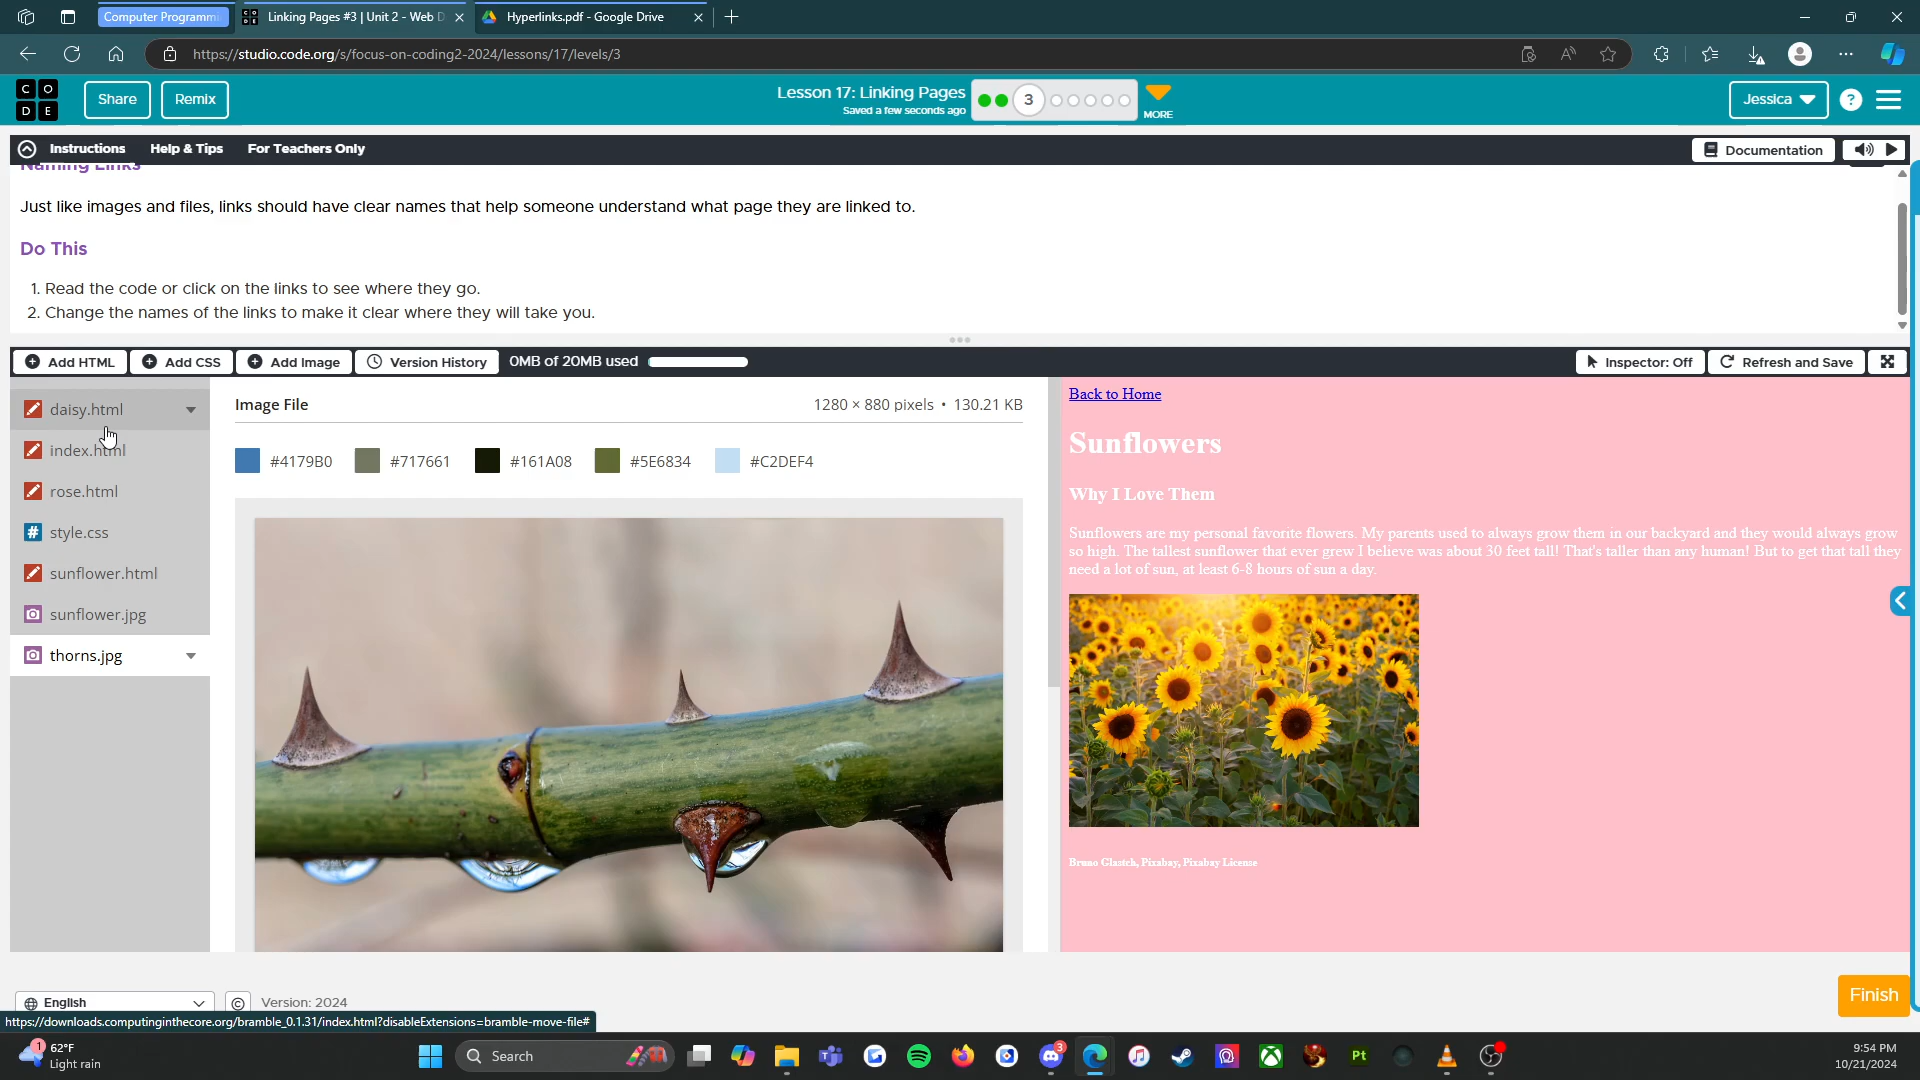 Computer Programmi
Linking Pages #3 | Unit 2 - Web D
Hyperlinks.pdf - Google Drive
https://studio.code.org/s/focus-on-coding2-2024/lessons/17/levels/3
C O D E
Share
Remix
Lesson 17: Linking Pages
Saved a few seconds ago
3
MORE
Jessica
?
Instructions
Help & Tips
For Teachers Only
Documentation
Naming Links
Just like images and files, links should have clear names that help someone understand what page they are linked to.
Do This
1. Read the code or click on the links to see where they go.
2. Change the names of the links to make it clear where they will take you.
Add HTML
Add CSS
Add Image
Version History
0MB of 20MB used
Inspector: Off
Refresh and Save
daisy.html
index.html
rose.html
# style.css
sunflower.html
sunflower.jpg
thorns.jpg
Image File
1280 × 880 pixels • 130.21 KB
#4179B0
#717661
#161A08
#5E6834
#C2DEF4
Back to Home
Sunflowers
Why I Love Them
Sunflowers are my personal favorite flowers. My parents used to always grow them in our backyard and they would always grow
so high. The tallest sunflower that ever grew I believe was about 30 feet tall! That's taller than any human! But to get that tall they
need a lot of sun, at least 6-8 hours of sun a day.
Bruno Glastch, Pixabay, Pixabay License
Finish
English
©
Version: 2024
https://downloads.computinginthecore.org/bramble_0.1.31/index.html?disableExtensions=bramble-move-file#
1
62°F
Light rain
Search
3
Pt
9:54 PM
10/21/2024